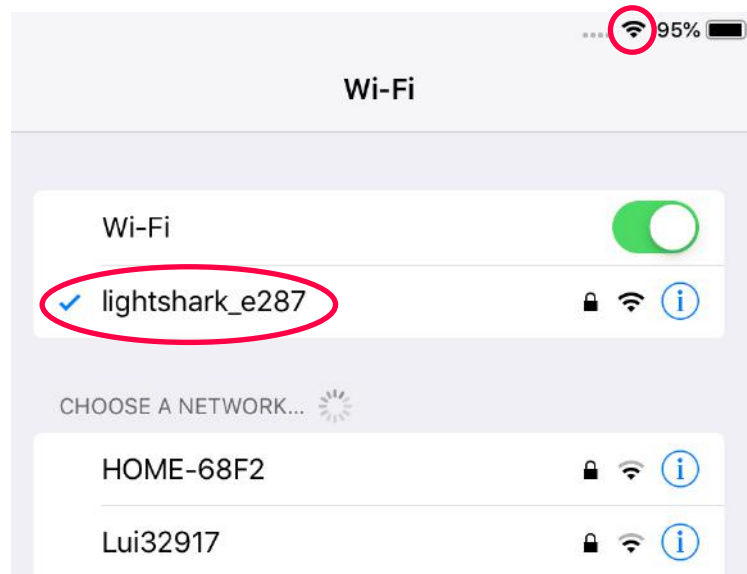 95%
Wi-Fi
Wi-Fi
lightshark_e287
CHOOSE A NETWORK...
HOME-68F2
Lui32917